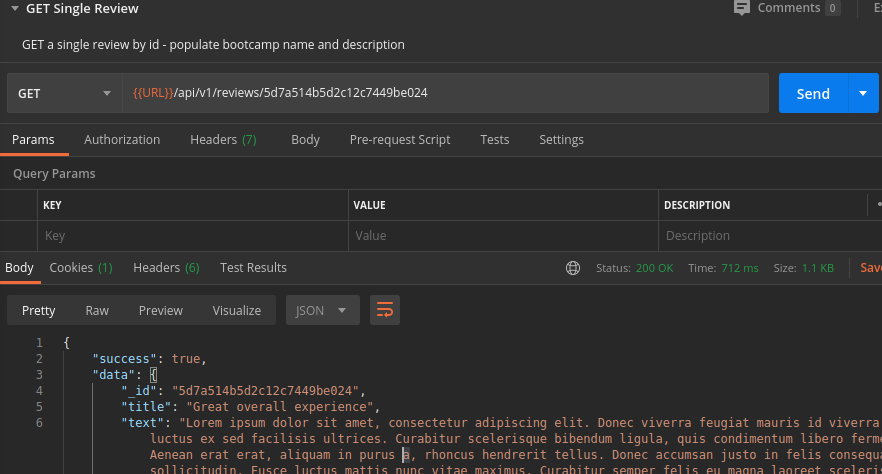 GET Single Review
Comments 0
GET a single review by id - populate bootcamp name and description
GET {{URL}}/api/v1/reviews/5d7a514b5d2c12c7449be024 Send
Params Authorization Headers (7) Body Pre-request Script Tests Settings
Query Params
KEY VALUE DESCRIPTION
Key Value Description
Body Cookies (1) Headers (6) Test Results Status: 200 OK Time: 712 ms Size: 1.1 KB Save
Pretty Raw Preview Visualize JSON
1 {
2 "success": true,
3 "data": {
4 "_id": "5d7a514b5d2c12c7449be024",
5 "title": "Great overall experience",
6 "text": "Lorem ipsum dolor sit amet, consectetur adipiscing elit. Donec viverra feugiat mauris id viverra
luctus ex sed facilisis ultrices. Curabitur scelerisque bibendum ligula, quis condimentum libero ferme
Aenean erat erat, aliquam in purus a, rhoncus hendrerit tellus. Donec accumsan justo in felis consequa
sollicitudin. Fusce luctus mattis nunc vitae maximus. Curabitur semper felis eu magna laoreet sceleris